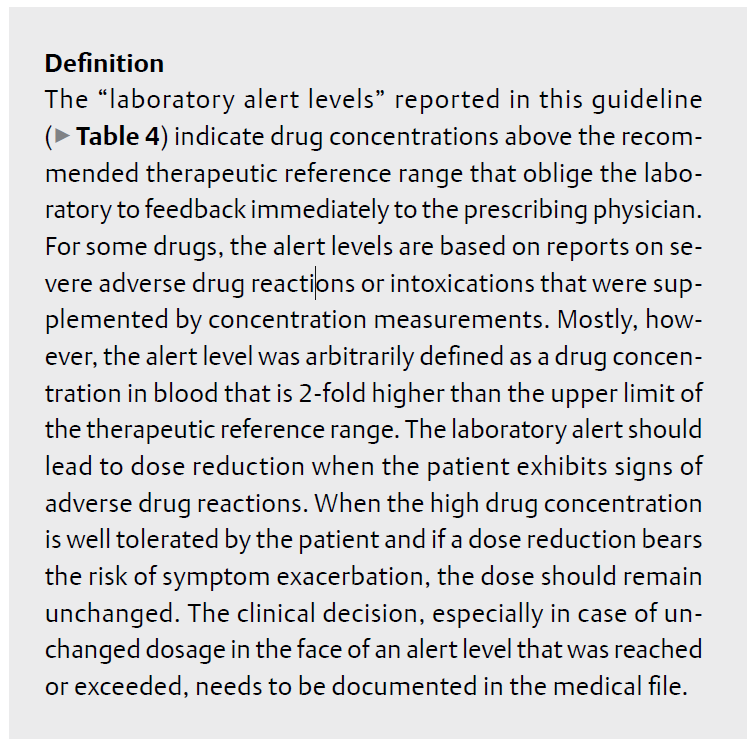 Definition
The “laboratory alert levels” reported in this guideline
(▶ Table 4) indicate drug concentrations above the recom-
mended therapeutic reference range that oblige the labo-
ratory to feedback immediately to the prescribing physician.
For some drugs, the alert levels are based on reports on se-
vere adverse drug reactions or intoxications that were sup-
plemented by concentration measurements. Mostly, how-
ever, the alert level was arbitrarily defined as a drug concen-
tration in blood that is 2-fold higher than the upper limit of
the therapeutic reference range. The laboratory alert should
lead to dose reduction when the patient exhibits signs of
adverse drug reactions. When the high drug concentration
is well tolerated by the patient and if a dose reduction bears
the risk of symptom exacerbation, the dose should remain
unchanged. The clinical decision, especially in case of un-
changed dosage in the face of an alert level that was reached
or exceeded, needs to be documented in the medical file.